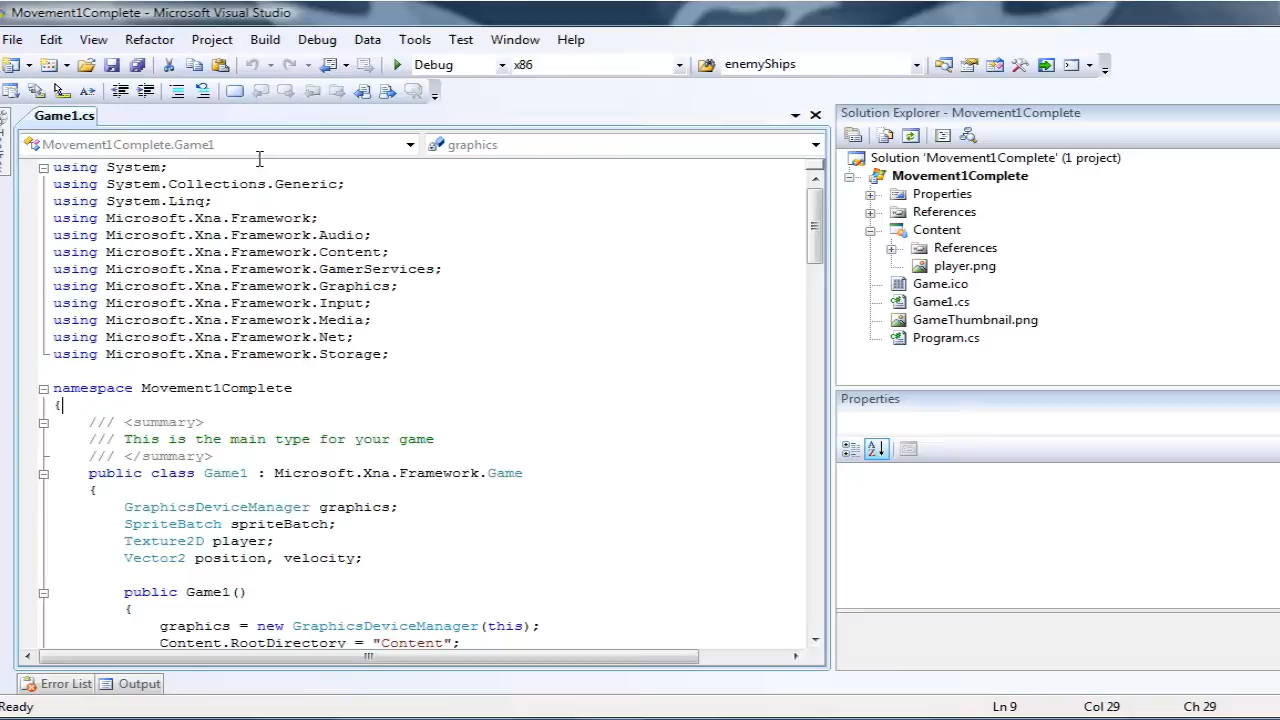 Movement1Complete - Microsoft Visual Studio
File Edit View Refactor Project Build Debug Data Tools Test Window Help
Debug x86 enemyShips
Game1.cs
Movement1Complete.Game1 graphics
using System;
using System.Collections.Generic;
using System.Linq;
using Microsoft.Xna.Framework;
using Microsoft.Xna.Framework.Audio;
using Microsoft.Xna.Framework.Content;
using Microsoft.Xna.Framework.GamerServices;
using Microsoft.Xna.Framework.Graphics;
using Microsoft.Xna.Framework.Input;
using Microsoft.Xna.Framework.Media;
using Microsoft.Xna.Framework.Net;
using Microsoft.Xna.Framework.Storage;
namespace Movement1Complete
{
/// <summary>
/// This is the main type for your game
/// </summary>
public class Game1 : Microsoft.Xna.Framework.Game
{
GraphicsDeviceManager graphics;
SpriteBatch spriteBatch;
Texture2D player;
Vector2 position, velocity;
public Game1()
{
graphics = new GraphicsDeviceManager(this);
Content.RootDirectory = "Content";
Solution Explorer - Movement1Complete
Solution 'Movement1Complete' (1 project)
Movement1Complete
Properties
References
Content
References
player.png
Game.ico
Game1.cs
GameThumbnail.png
Program.cs
Properties
Error List Output
Ready Ln 9 Col 29 Ch 29